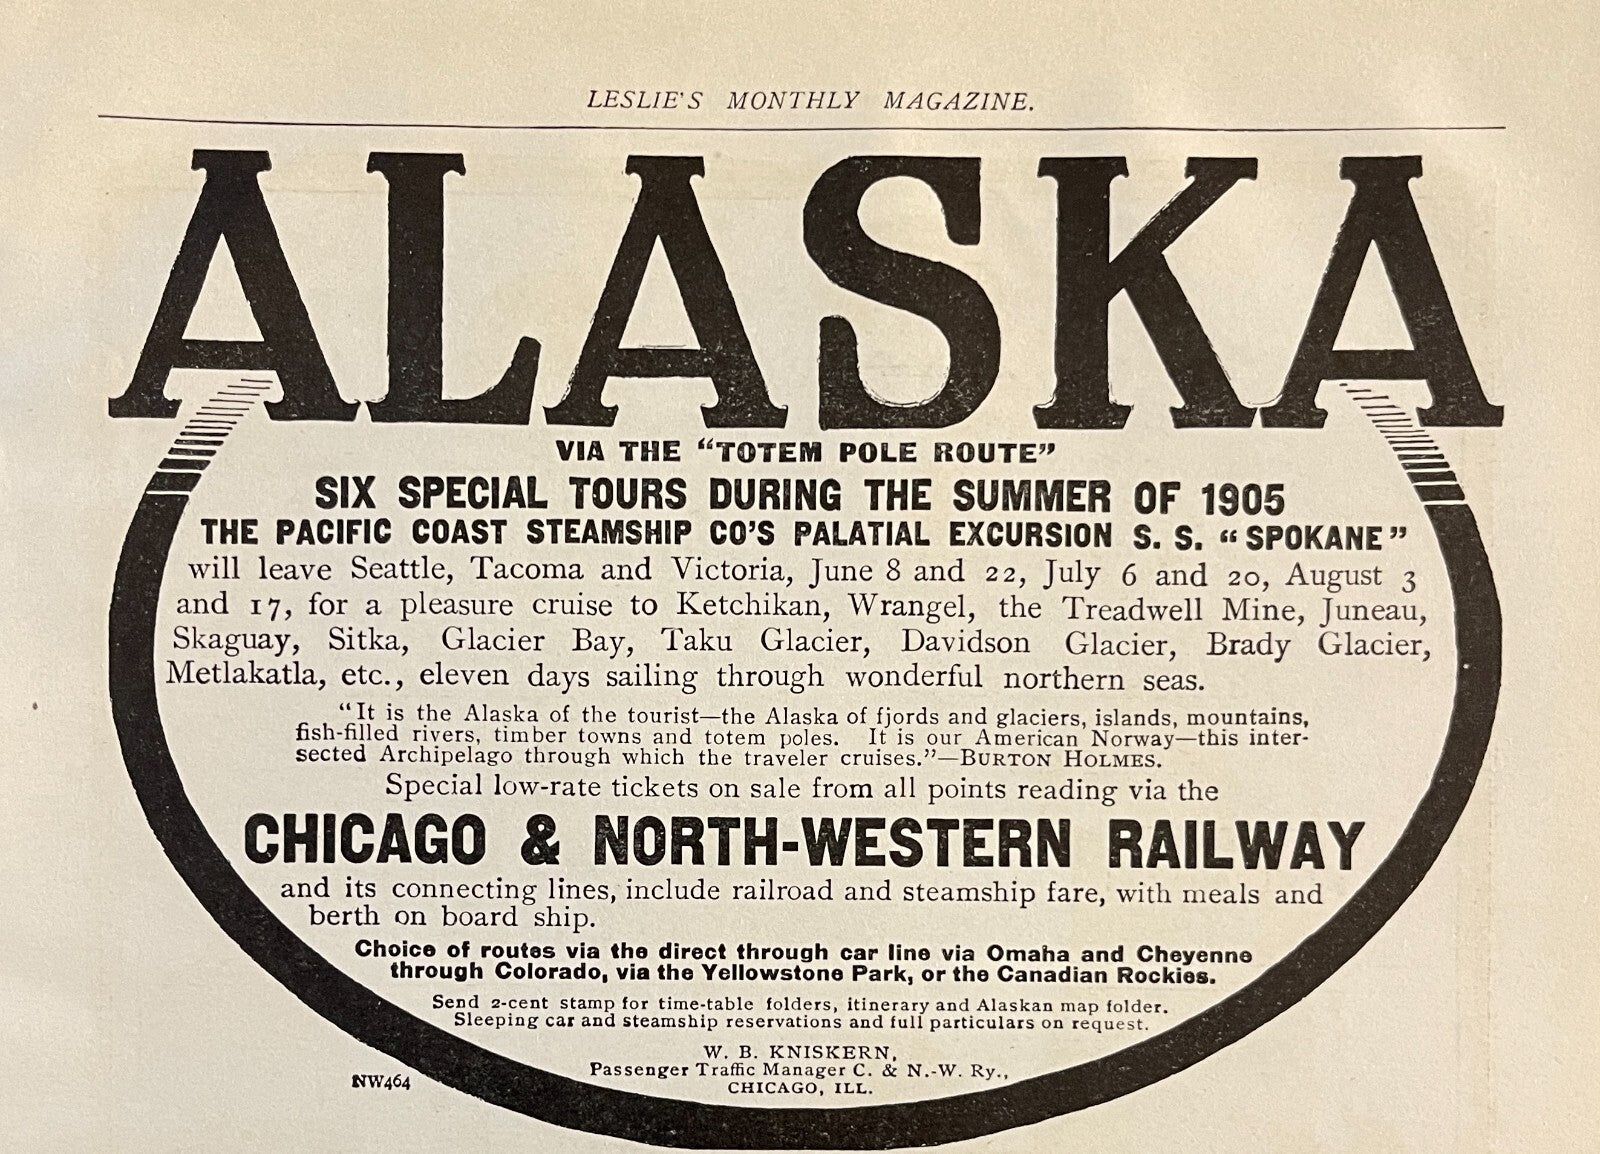 LESLIE'S MONTHLY MAGAZINE.
ALASKA
VIA THE "TOTEM POLE ROUTE"
SIX SPECIAL TOURS DURING THE SUMMER OF 1905
THE PACIFIC COAST STEAMSHIP CO'S PALATIAL EXCURSION S. S. "SPOKANE"
will leave Seattle, Tacoma and Victoria, June 8 and 22, July 6 and 20, August 3
and 17, for a pleasure cruise to Ketchikan, Wrangel, the Treadwell Mine, Juneau,
Skaguay, Sitka, Glacier Bay, Taku Glacier, Davidson Glacier, Brady Glacier,
Metlakatla, etc., eleven days sailing through wonderful northern seas.
"It is the Alaska of the tourist—the Alaska of fjords and glaciers, islands, mountains,
fish-filled rivers, timber towns and totem poles. It is our American Norway—this inter-
sected Archipelago through which the traveler cruises."—BURTON HOLMES.
Special low-rate tickets on sale from all points reading via the
CHICAGO & NORTH-WESTERN RAILWAY
and its connecting lines, include railroad and steamship fare, with meals and
berth on board ship.
Choice of routes via the direct through car line via Omaha and Cheyenne
through Colorado, via the Yellowstone Park, or the Canadian Rockies.
Send 2-cent stamp for time-table folders, itinerary and Alaskan map folder.
Sleeping car and steamship reservations and full particulars on request.
W. B. KNISKERN,
Passenger Traffic Manager C. & N.-W. Ry.,
CHICAGO, ILL.
NW464